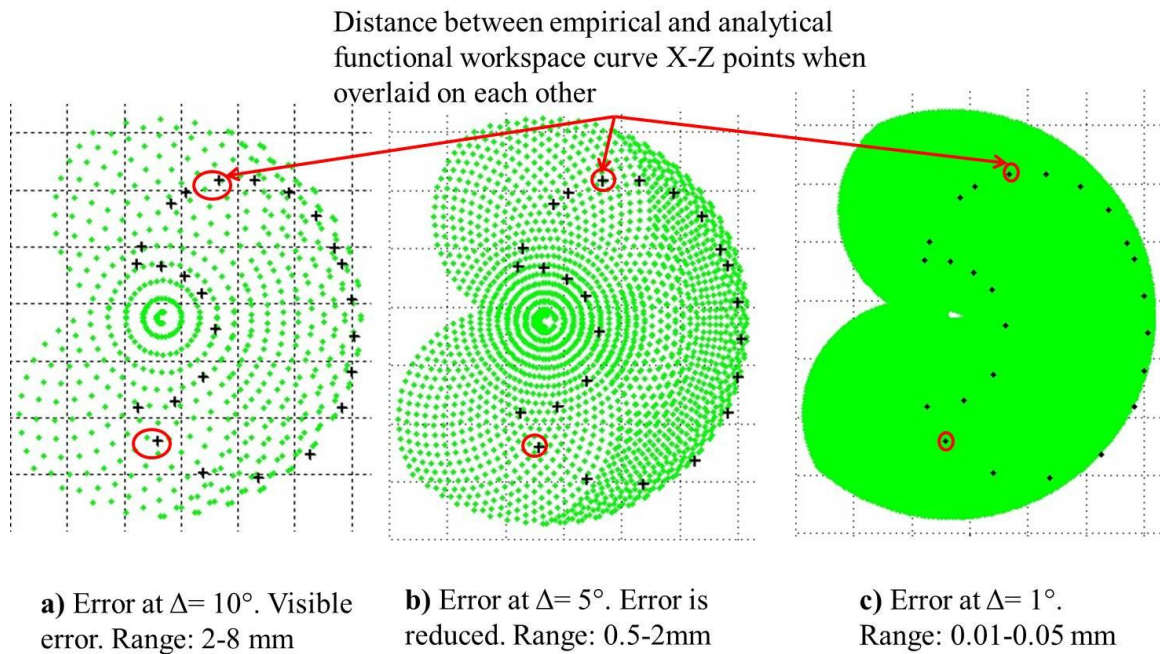 Distance between empirical and analytical
functional workspace curve X-Z points when
overlaid on each other
a) Error at Δ= 10°. Visible
error. Range: 2-8 mm
b) Error at Δ= 5°. Error is
reduced. Range: 0.5-2mm
c) Error at Δ= 1°.
Range: 0.01-0.05 mm